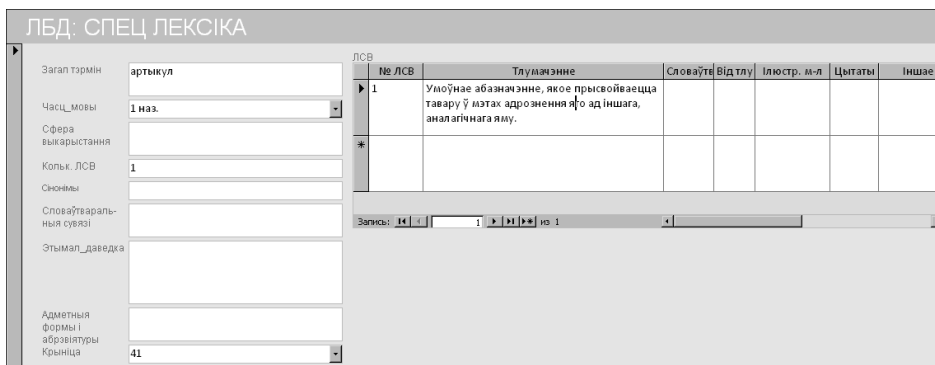 ЛБД: СПЕЦ ЛЕКСІКА
Загал тэрмін
артыкул
Часц_мовы
1 наз.
Сфера
выкарыстання
Кольк. ЛСВ
1
Сінонімы
Словаўтвараль-
ныя сувязі
Этымал_даведка
Адметныя
формы і
абрэвіятуры
Крыніца
41
ЛСВ
№ ЛСВ Тлумачэнне Словаўтв Від тлу Ілюстр. м-л Цытаты Іншае
1 Умоўнае абазначэнне, якое прысвойваецца
тавару ў мэтах адрознення яго ад іншага,
аналагічнага яму.
Запись: 1 из 1